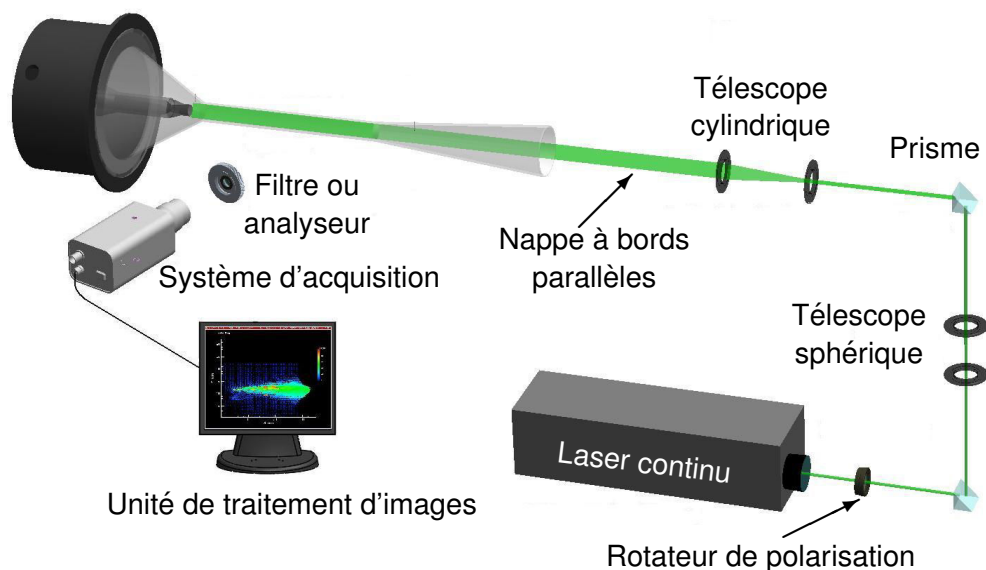 Télescope
cylindrique
Prisme
Filtre ou
analyseur
Nappe à bords
parallèles
Système d'acquisition
Télescope
sphérique
Laser continu
Unité de traitement d'images
Rotateur de polarisation